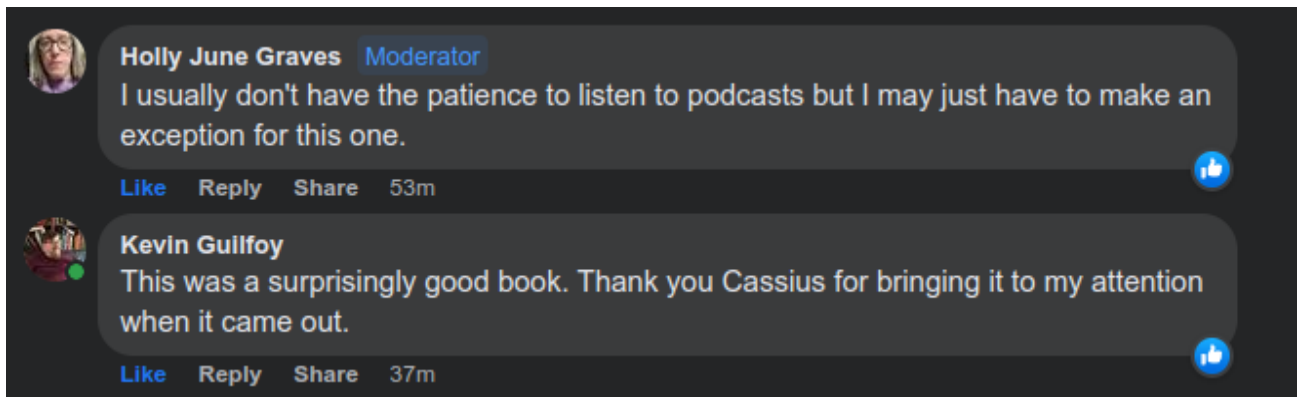 Holly June Graves Moderator
I usually don't have the patience to listen to podcasts but I may just have to make an
exception for this one.
Like Reply Share 53m
Kevin Guilfoy
This was a surprisingly good book. Thank you Cassius for bringing it to my attention
when it came out.
Like Reply Share 37m